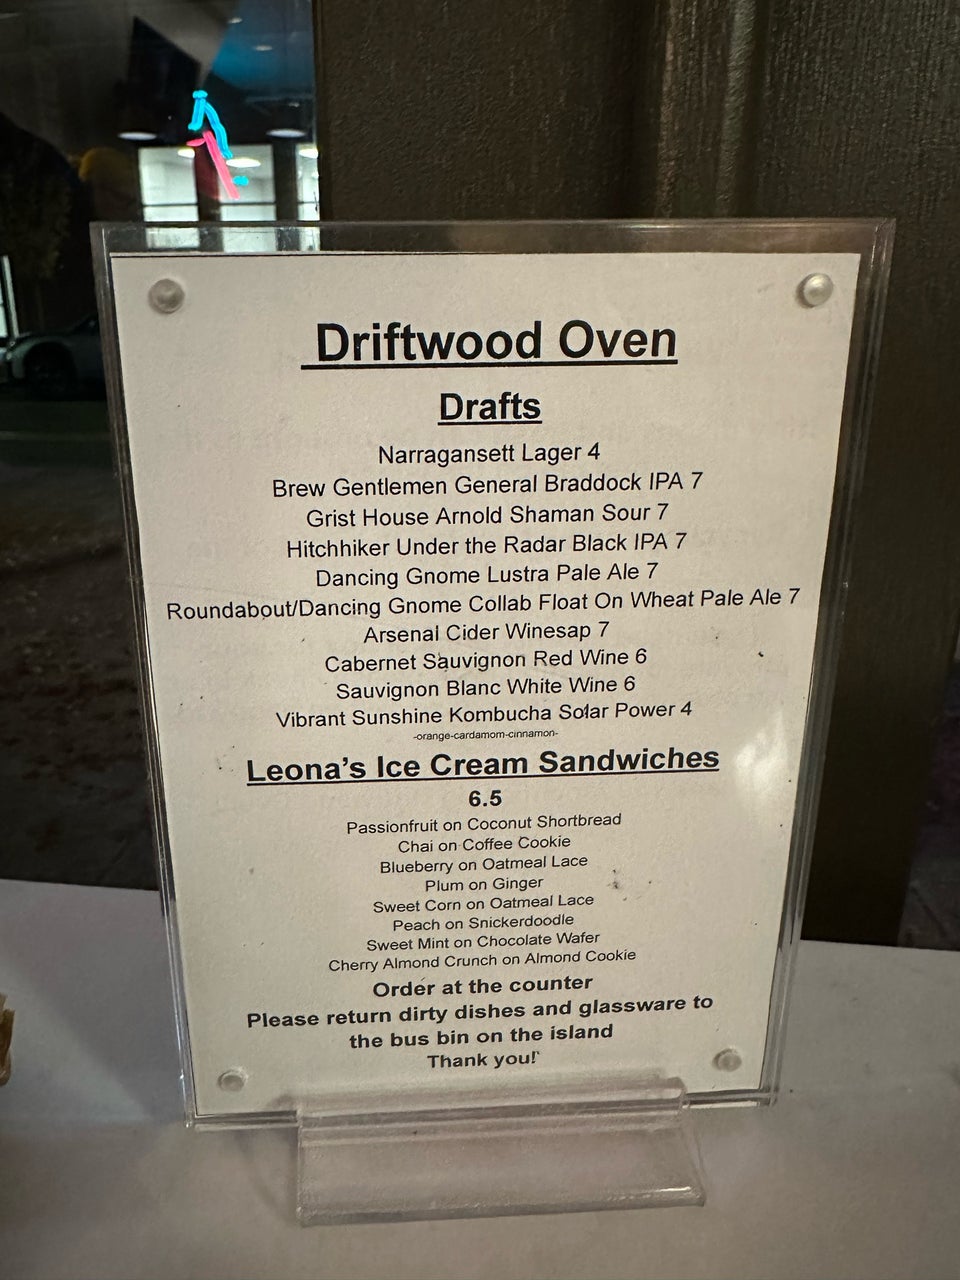 Driftwood Oven
Drafts
Narragansett Lager 4
Brew Gentlemen General Braddock IPA 7
Grist House Arnold Shaman Sour 7
Hitchhiker Under the Radar Black IPA 7
Dancing Gnome Lustra Pale Ale 7
Roundabout/Dancing Gnome Collab Float On Wheat Pale Ale 7
Arsenal Cider Winesap 7
Cabernet Sauvignon Red Wine 6
Sauvignon Blanc White Wine 6
Vibrant Sunshine Kombucha Solar Power 4
-orange-cardamom-cinnamon-
Leona's Ice Cream Sandwiches
6.5
Passionfruit on Coconut Shortbread
Chai on Coffee Cookie
Blueberry on Oatmeal Lace
Plum on Ginger
Sweet Corn on Oatmeal Lace
Peach on Snickerdoodle
Sweet Mint on Chocolate Wafer
Cherry Almond Crunch on Almond Cookie
Order at the counter
Please return dirty dishes and glassware to
the bus bin on the island
Thank you!